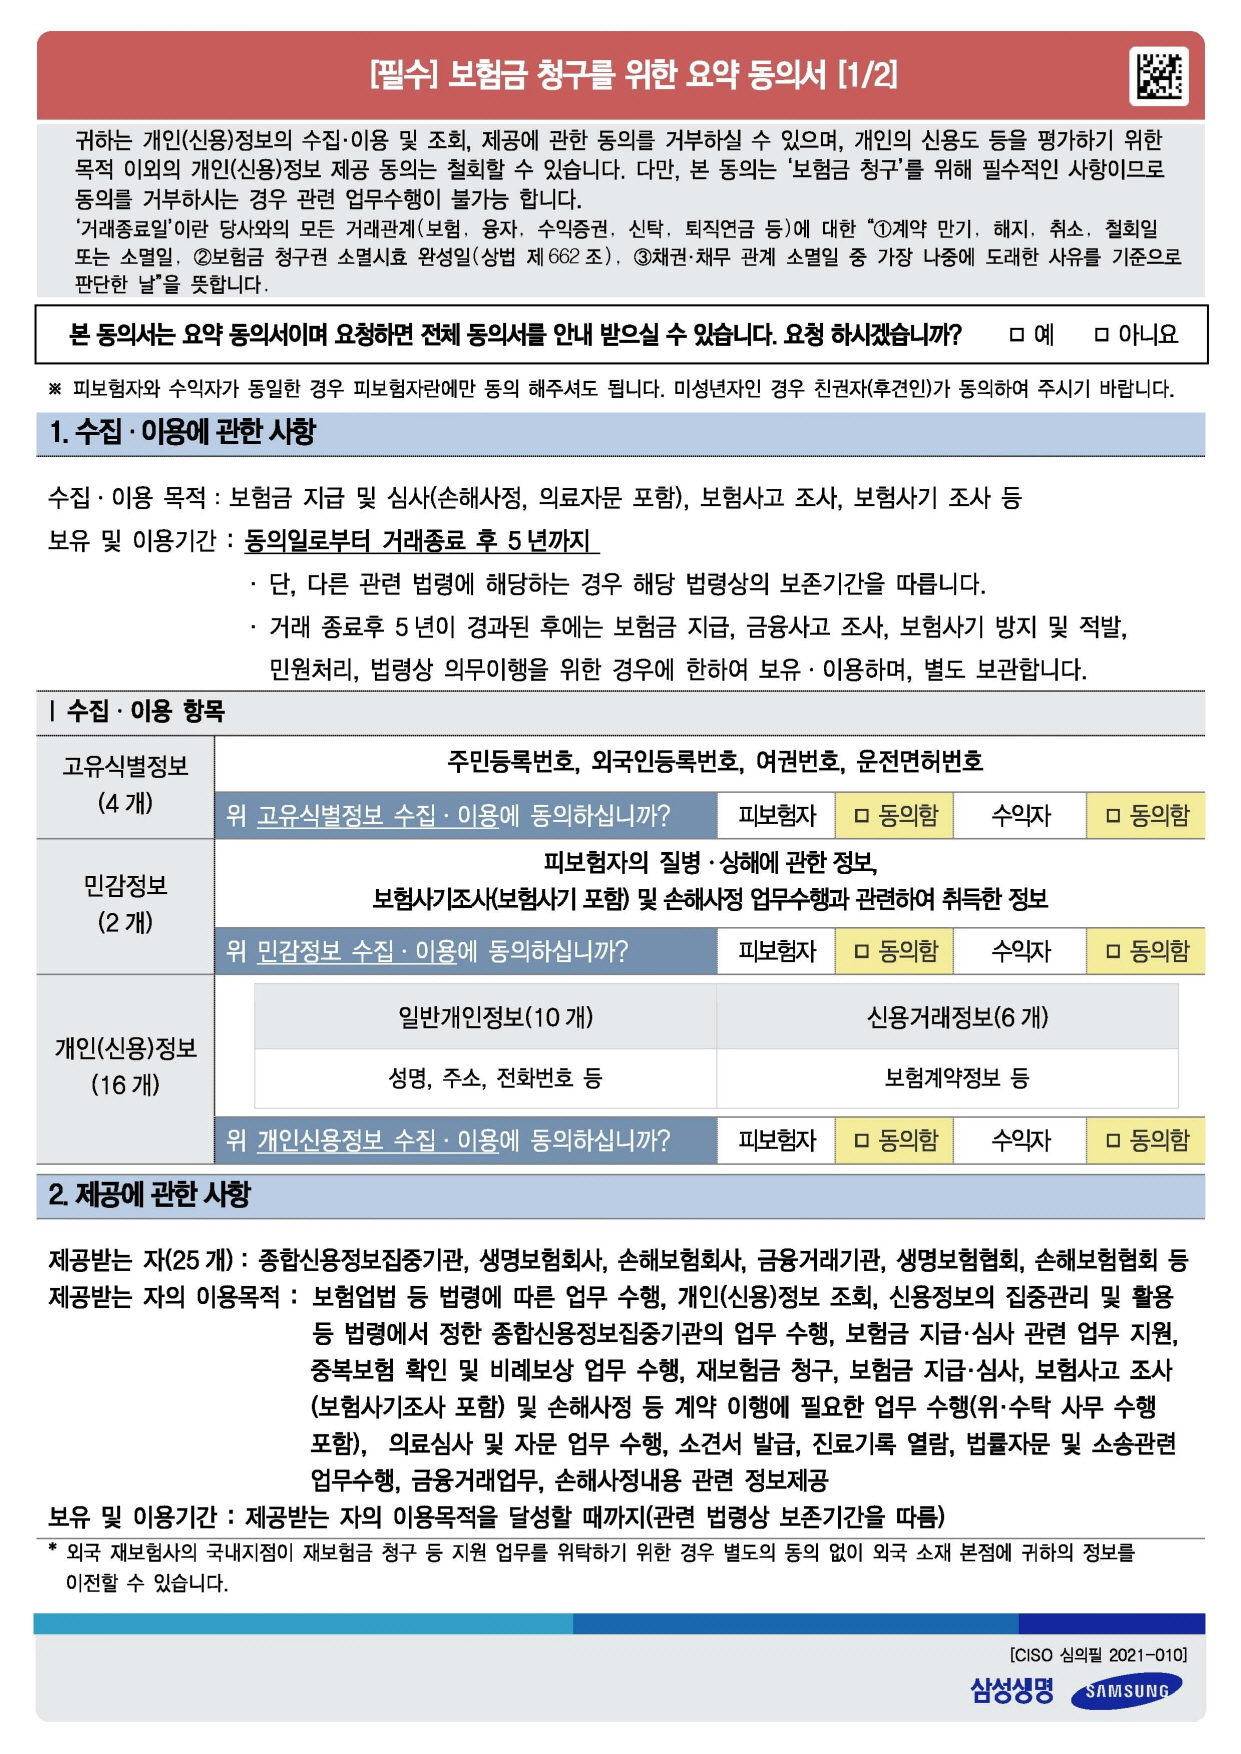 [필수] 보험금 청구를 위한 요약 동의서 [1/2]
귀하는 개인(신용)정보의 수집·이용 및 조회, 제공에 관한 동의를 거부하실 수 있으며, 개인의 신용도 등을 평가하기 위한
목적 이외의 개인(신용)정보 제공 동의는 철회할 수 있습니다. 다만, 본 동의는 ‘보험금 청구’를 위해 필수적인 사항이므로
동의를 거부하시는 경우 관련 업무수행이 불가능 합니다.
‘거래종료일’이란 당사와의 모든 거래관계(보험, 융자, 수익증권, 신탁, 퇴직연금 등)에 대한 “①계약 만기, 해지, 취소, 철회일
또는 소멸일, ②보험금 청구권 소멸시효 완성일(상법 제662조), ③채권·채무 관계 소멸일 중 가장 나중에 도래한 사유를 기준으로
판단한 날”을 뜻합니다.
본 동의서는 요약 동의서이며 요청하면 전체 동의서를 안내 받으실 수 있습니다. 요청 하시겠습니까? □ 예 □ 아니요
※ 피보험자와 수익자가 동일한 경우 피보험자란에만 동의 해주셔도 됩니다. 미성년자인 경우 친권자(후견인)가 동의하여 주시기 바랍니다.
1. 수집·이용에 관한 사항
수집·이용 목적 : 보험금 지급 및 심사(손해사정, 의료자문 포함), 보험사고 조사, 보험사기 조사 등
보유 및 이용기간 : 동의일로부터 거래종료 후 5년까지
· 단, 다른 관련 법령에 해당하는 경우 해당 법령상의 보존기간을 따릅니다.
· 거래 종료후 5년이 경과된 후에는 보험금 지급, 금융사고 조사, 보험사기 방지 및 적발,
민원처리, 법령상 의무이행을 위한 경우에 한하여 보유·이용하며, 별도 보관합니다.
| 수집·이용 항목
고유식별정보
(4개)
주민등록번호, 외국인등록번호, 여권번호, 운전면허번호
위 고유식별정보 수집·이용에 동의하십니까? 피보험자 □ 동의함 수익자 □ 동의함
민감정보
(2개)
피보험자의 질병·상해에 관한 정보,
보험사기조사(보험사기 포함) 및 손해사정 업무수행과 관련하여 취득한 정보
위 민감정보 수집·이용에 동의하십니까? 피보험자 □ 동의함 수익자 □ 동의함
개인(신용)정보
(16개)
일반개인정보(10개) 신용거래정보(6개)
성명, 주소, 전화번호 등 보험계약정보 등
위 개인신용정보 수집·이용에 동의하십니까? 피보험자 □ 동의함 수익자 □ 동의함
2. 제공에 관한 사항
제공받는 자(25개) : 종합신용정보집중기관, 생명보험회사, 손해보험회사, 금융거래기관, 생명보험협회, 손해보험협회 등
제공받는 자의 이용목적 : 보험업법 등 법령에 따른 업무 수행, 개인(신용)정보 조회, 신용정보의 집중관리 및 활용
등 법령에서 정한 종합신용정보집중기관의 업무 수행, 보험금 지급·심사 관련 업무 지원,
중복보험 확인 및 비례보상 업무 수행, 재보험금 청구, 보험금 지급·심사, 보험사고 조사
(보험사기조사 포함) 및 손해사정 등 계약 이행에 필요한 업무 수행(위·수탁 사무 수행
포함), 의료심사 및 자문 업무 수행, 소견서 발급, 진료기록 열람, 법률자문 및 소송관련
업무수행, 금융거래업무, 손해사정내용 관련 정보제공
보유 및 이용기간 : 제공받는 자의 이용목적을 달성할 때까지(관련 법령상 보존기간을 따름)
* 외국 재보험사의 국내지점이 재보험금 청구 등 지원 업무를 위탁하기 위한 경우 별도의 동의 없이 외국 소재 본점에 귀하의 정보를
이전할 수 있습니다.
[CISO 심의필 2021-010]
삼성생명 SAMSUNG